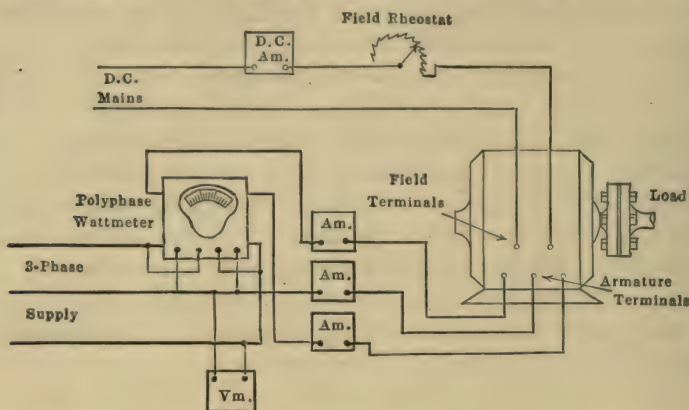 Field Rheostat
D.C.
Am.
D.C.
Mains
Polyphase
Wattmeter
Field
Terminals
Load
Am.
3-Phase
Am.
Armature
Terminals
Supply
Am.
Vm.